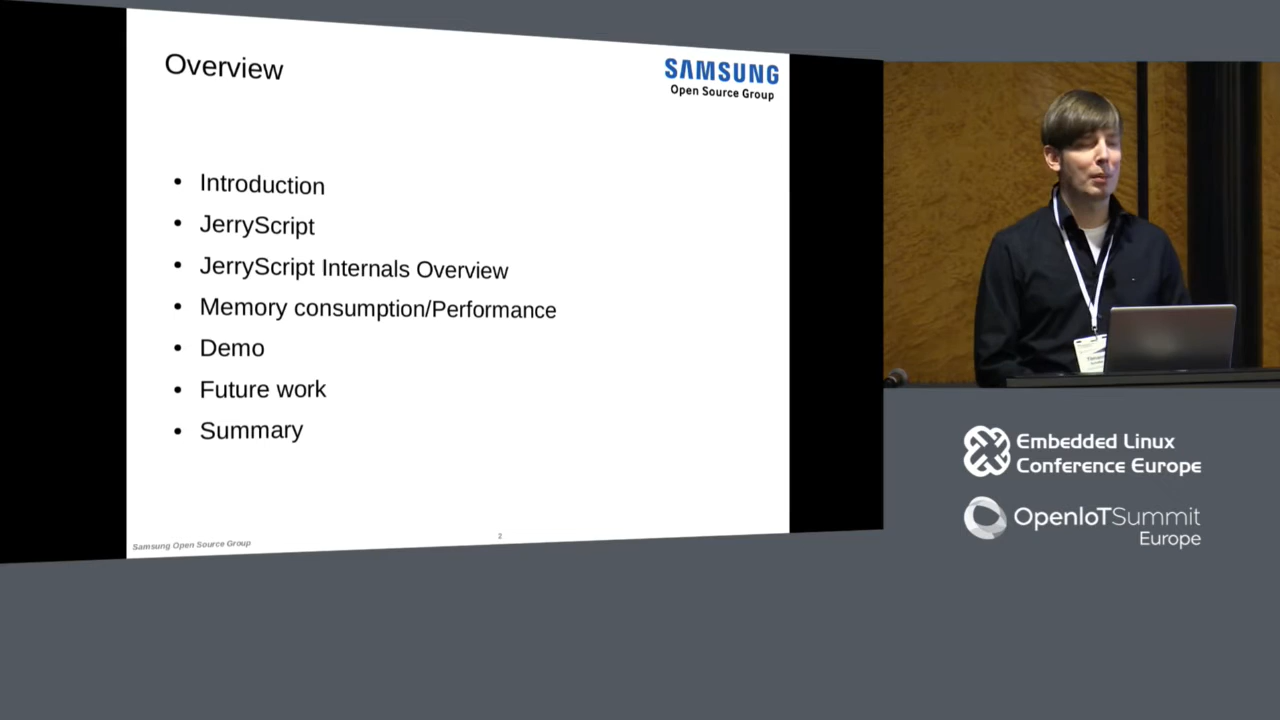 Overview
SAMSUNG
Open Source Group
• Introduction
• JerryScript
• JerryScript Internals Overview
• Memory consumption/Performance
• Demo
• Future work
• Summary
Samsung Open Source Group
2
Embedded Linux
Conference Europe
OpenIoTSummit
Europe